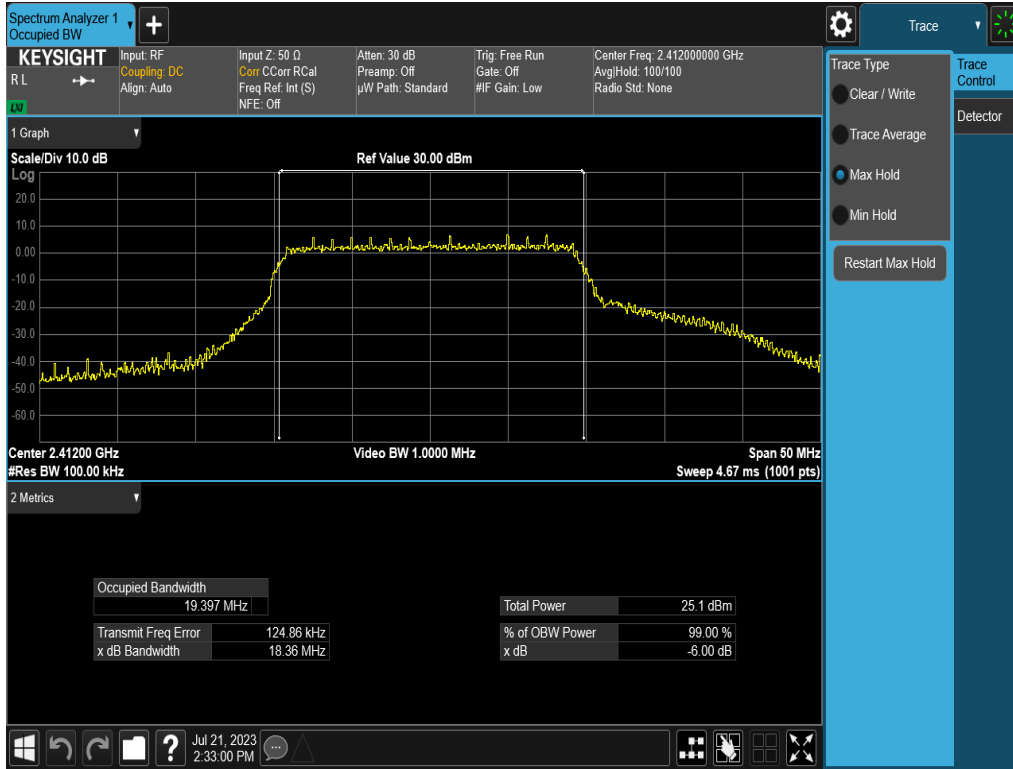 Spectrum Analyzer 1
Occupied BW
Trace
KEYSIGHT
R L
LXI
Input: RF
Coupling: DC
Align: Auto
Input Z: 50 Ω
Corr CCorr RCal
Freq Ref: Int (S)
NFE: Off
Atten: 30 dB
Preamp: Off
µW Path: Standard
Trig: Free Run
Gate: Off
#IF Gain: Low
Center Freq: 2.412000000 GHz
Avg|Hold: 100/100
Radio Std: None
Trace Type
Clear / Write
Trace Average
Max Hold
Min Hold
Restart Max Hold
Trace
Control
Detector
1 Graph
Scale/Div 10.0 dB
Ref Value 30.00 dBm
Log
20.0
10.0
0.00
-10.0
-20.0
-30.0
-40.0
-50.0
-60.0
Center 2.41200 GHz
Video BW 1.0000 MHz
Span 50 MHz
#Res BW 100.00 kHz
Sweep 4.67 ms (1001 pts)
2 Metrics
Occupied Bandwidth
19.397 MHz
Total Power 25.1 dBm
Transmit Freq Error 124.86 kHz
% of OBW Power 99.00 %
x dB Bandwidth 18.36 MHz
x dB -6.00 dB
?
Jul 21, 2023
2:33:00 PM